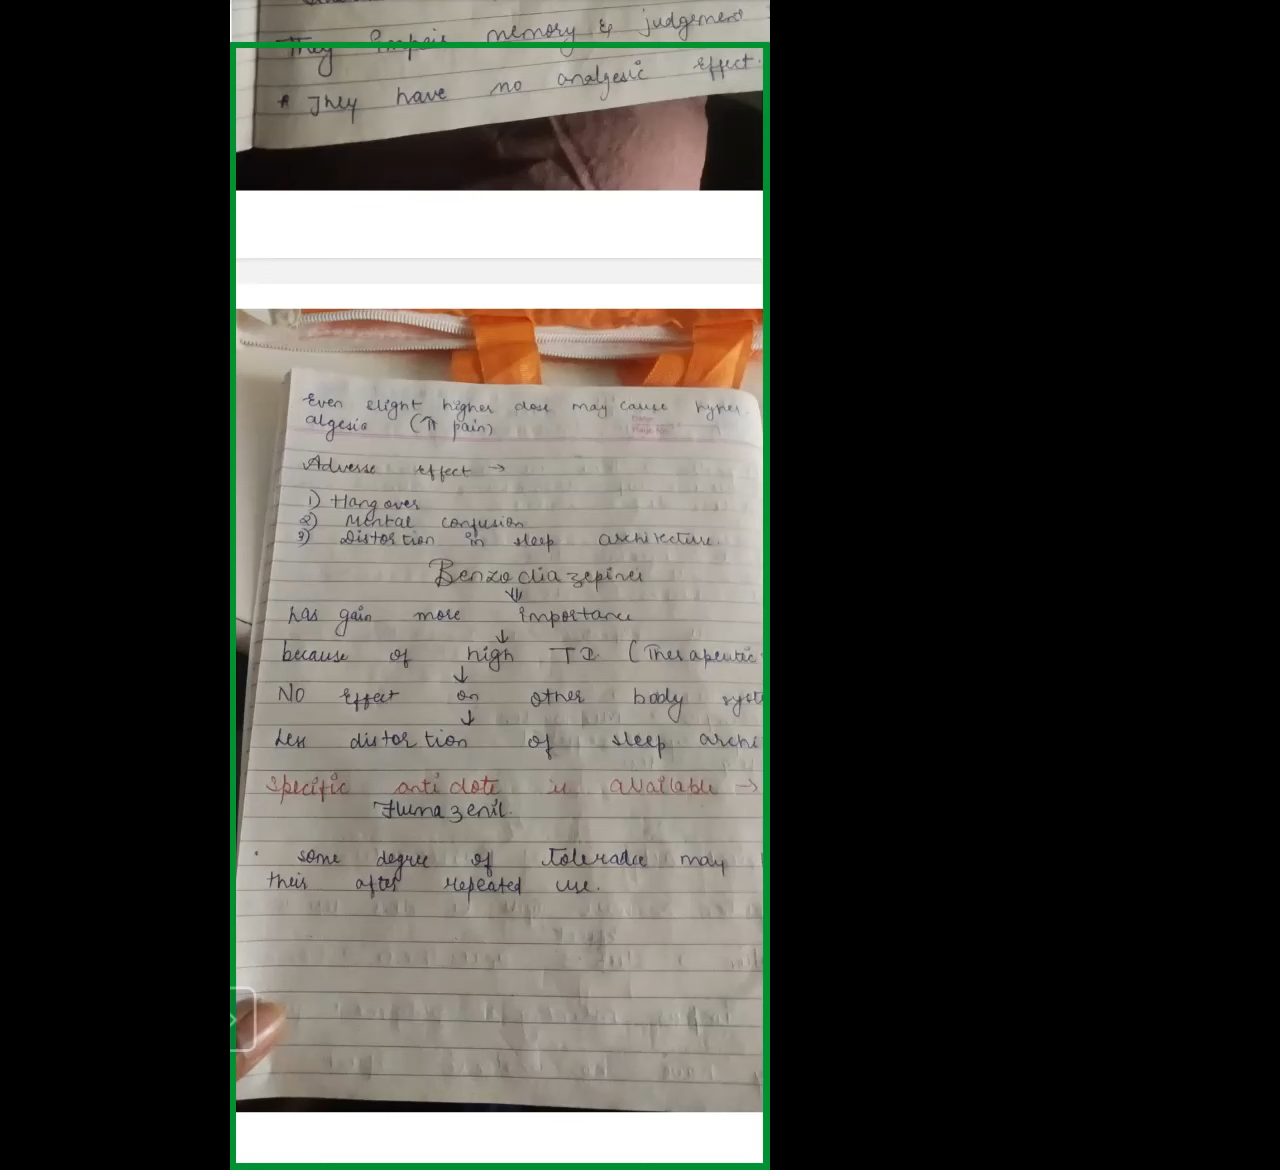 They impair memory & judgement
* They have no analgesic effect.
Even slight higher dose may cause hyper
algesia (↑ pain)
Adverse effect →
1) Hangover
2) Mental confusion
3) Distortion in sleep architecture
Benzodiazepines
⇓
has gain more importance
↓
because of high TI (Therapeutic
↓
NO effect on other body syst
↓
Less distortion of sleep archi
specific antidote is available →
Flumazenil.
. some degree of tolerance may
their after repeated use.